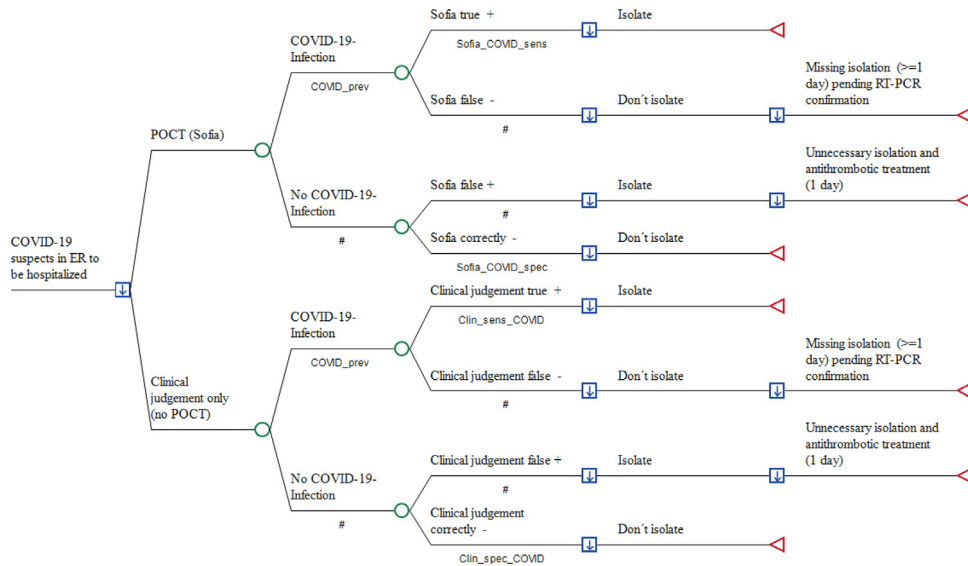 Sofia true +
Isolate
Sofia_COVID_sens
COVID-19-
Infection
COVID_prev
Missing isolation (>=1
day) pending RT-PCR
confirmation
Sofia false -
Don´t isolate
#
POCT (Sofia)
Unnecessary isolation and
antithrombotic treatment
(1 day)
Sofia false +
Isolate
#
No COVID-19-
Infection
#
Sofia correctly -
Don´t isolate
Sofia_COVID_spec
COVID-19
suspects in ER to
be hospitalized
Clinical judgement true +
Isolate
Clin_sens_COVID
COVID-19-
Infection
COVID_prev
Missing isolation (>=1
day) pending RT-PCR
confirmation
Clinical judgement false -
Don´t isolate
#
Clinical
judgement only
(no POCT)
Unnecessary isolation and
antithrombotic treatment
(1 day)
Clinical judgement false +
Isolate
#
No COVID-19-
Infection
#
Clinical judgement
correctly -
Don´t isolate
Clin_spec_COVID